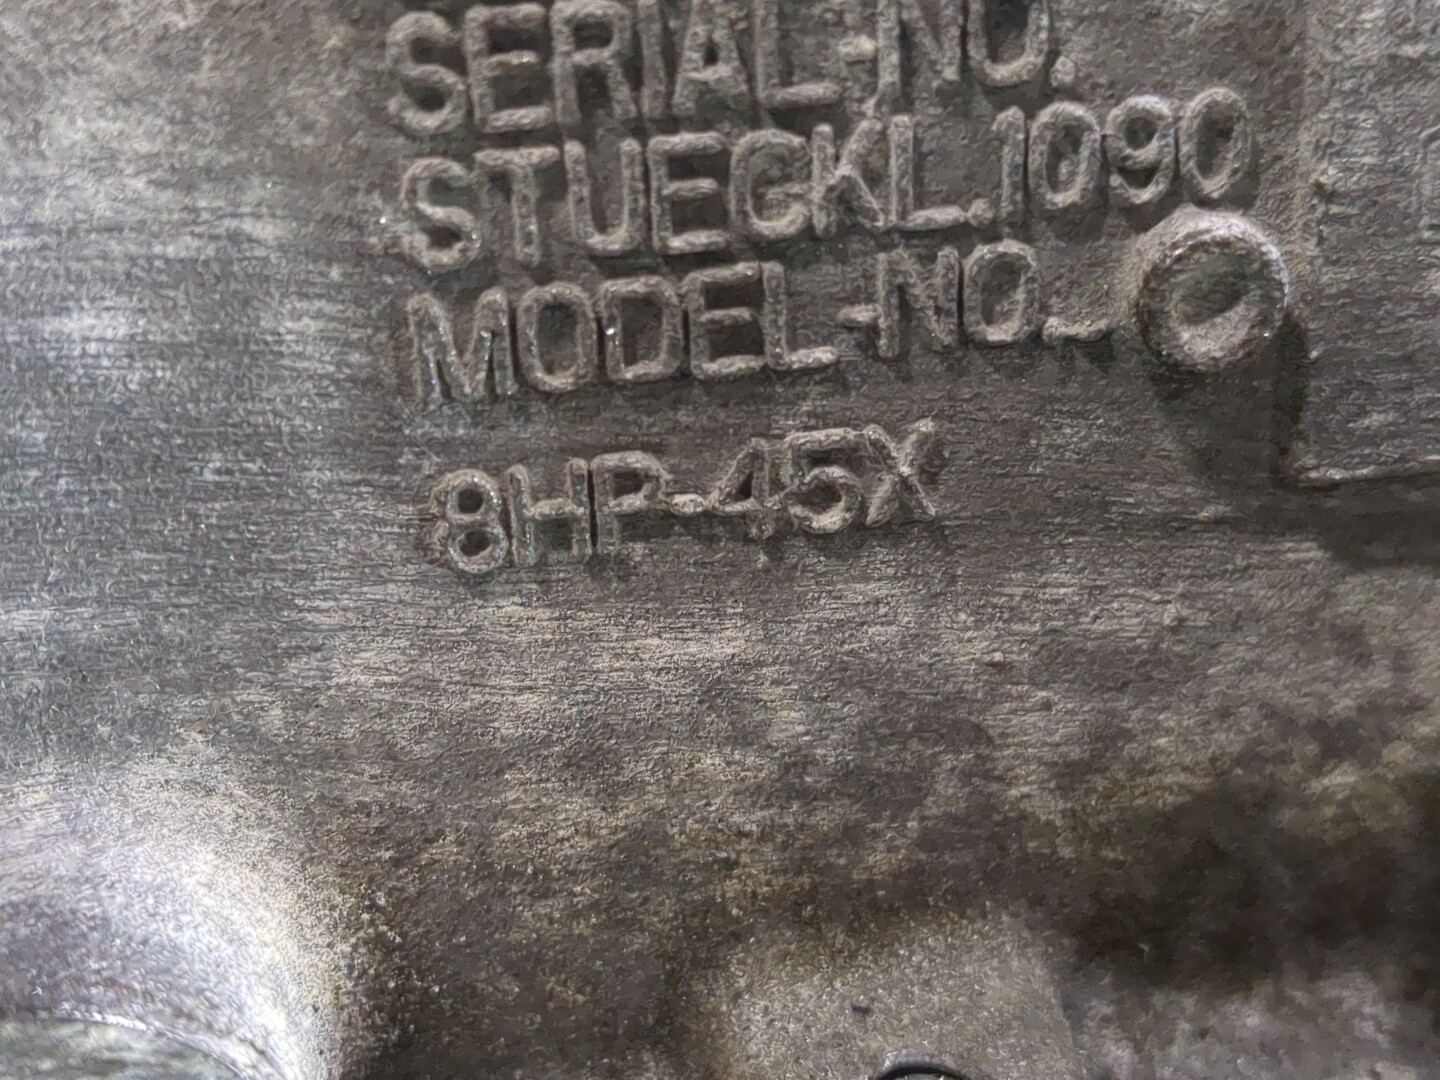 SERIAL-NO.
STUECKL.1090
MODEL-NO.
8HP-45X